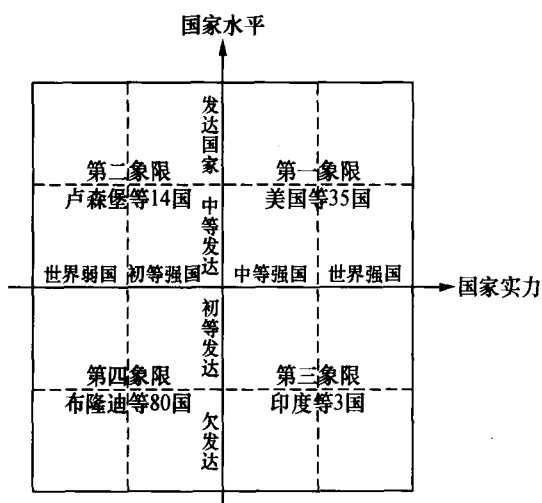 国家水平
发达国家
第二象限
第一象限
卢森堡等14国
美国等35国
中等发达
世界弱国
初等强国
中等强国
世界强国
国家实力
初等发达
第四象限
第三象限
布隆迪等80国
印度等3国
欠发达